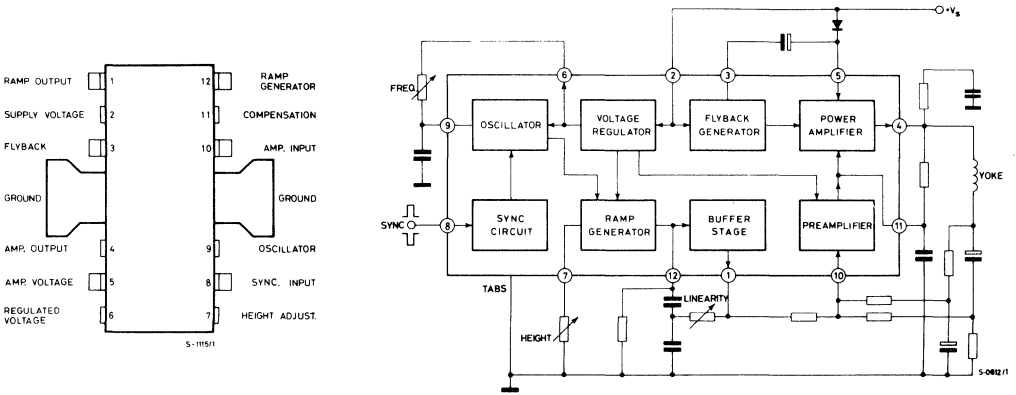 RAMP OUTPUT 1 12 RAMP GENERATOR
SUPPLY VOLTAGE 2 11 COMPENSATION
FLYBACK 3 10 AMP. INPUT
GROUND GROUND
AMP. OUTPUT 4 9 OSCILLATOR
AMP. VOLTAGE 5 8 SYNC. INPUT
REGULATED VOLTAGE 6 7 HEIGHT ADJUST.
S-1115/1
+Vs
6 2 3 5
FREQ.
9 OSCILLATOR
VOLTAGE REGULATOR
FLYBACK GENERATOR
POWER AMPLIFIER 4
YOKE
SYNC 8
SYNC CIRCUIT
RAMP GENERATOR
BUFFER STAGE
PREAMPLIFIER 11
TABS 7 12 1 10
LINEARITY
HEIGHT
S-0612/1